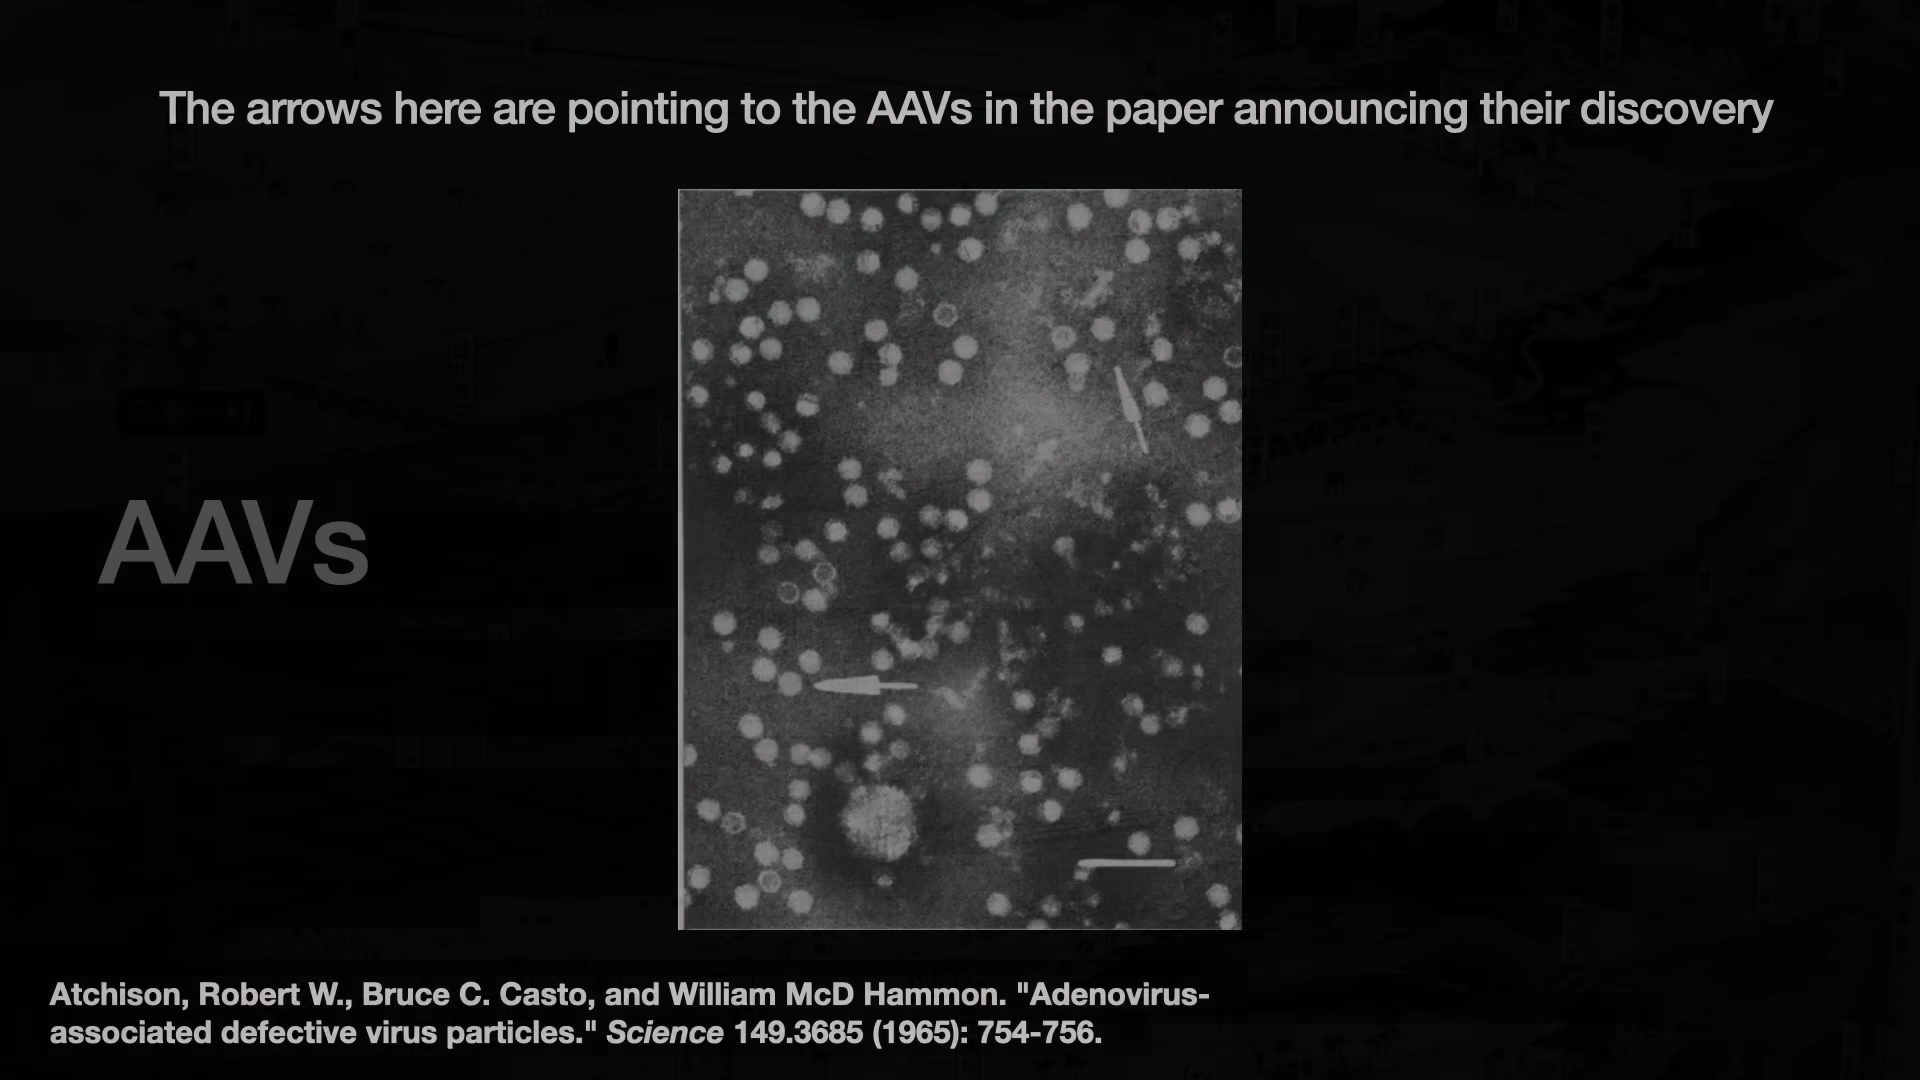 The arrows here are pointing to the AAVs in the paper announcing their discovery
AAVs
Atchison, Robert W., Bruce C. Casto, and William McD Hammon. "Adenovirus-
associated defective virus particles." Science 149.3685 (1965): 754-756.